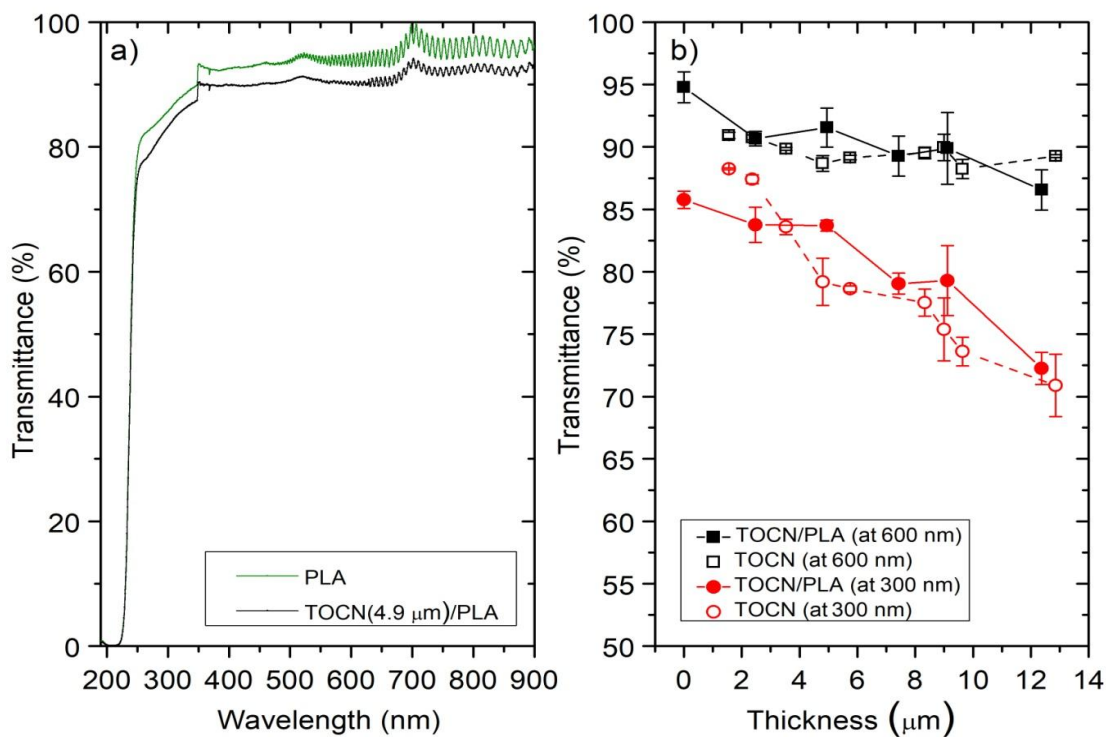 a)
Transmittance (%)
100
80
60
40
20
0
200 300 400 500 600 700 800 900
Wavelength (nm)
PLA
TOCN(4.9 μm)/PLA
b)
Transmittance (%)
100
95
90
85
80
75
70
65
60
55
50
0 2 4 6 8 10 12 14
Thickness (μm)
TOCN/PLA (at 600 nm)
TOCN (at 600 nm)
TOCN/PLA (at 300 nm)
TOCN (at 300 nm)